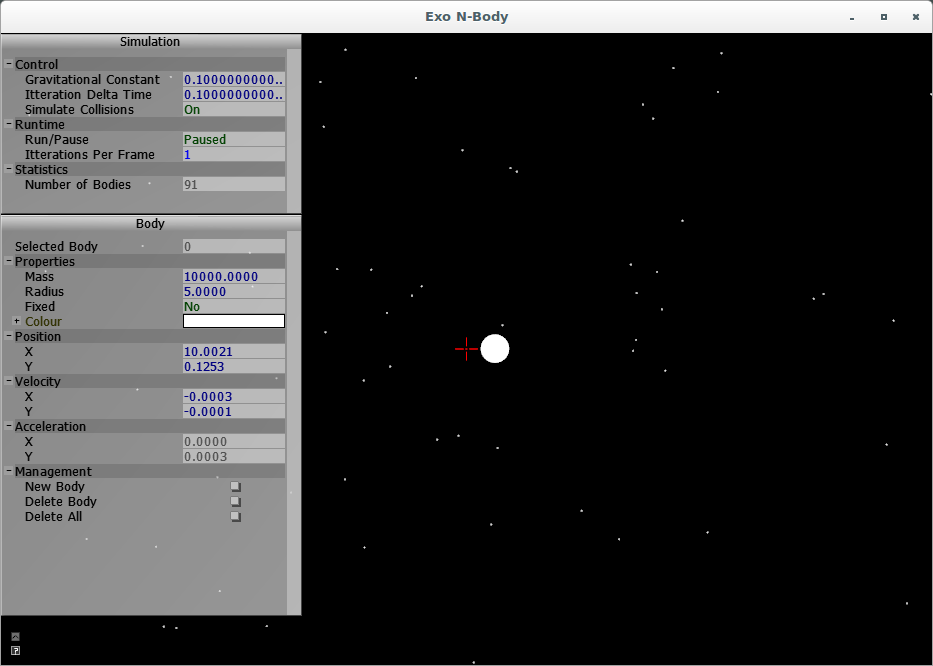 Exo N-Body
Simulation
Control
Gravitational Constant 0.1000000000..
Itteration Delta Time 0.1000000000..
Simulate Collisions On
Runtime
Run/Pause Paused
Itterations Per Frame 1
Statistics
Number of Bodies 91
Body
Selected Body 0
Properties
Mass 10000.0000
Radius 5.0000
Fixed No
Colour
Position
X 10.0021
Y 0.1253
Velocity
X -0.0003
Y -0.0001
Acceleration
X 0.0000
Y 0.0003
Management
New Body
Delete Body
Delete All
?